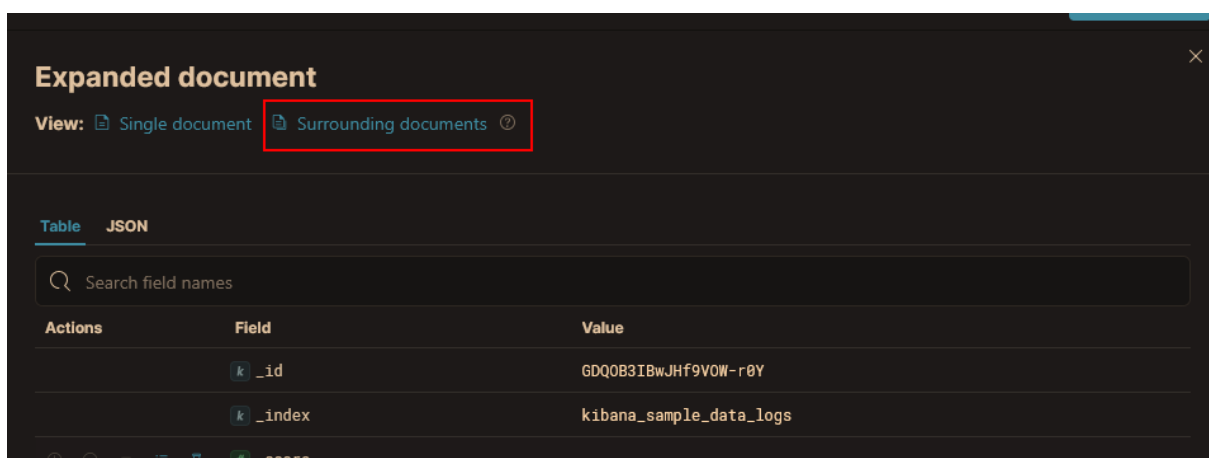 Expanded document
View: Single document Surrounding documents
Table JSON
Search field names
Actions Field Value
k _id GDQOB3IBwJHf9VOW-r0Y
k _index kibana_sample_data_logs